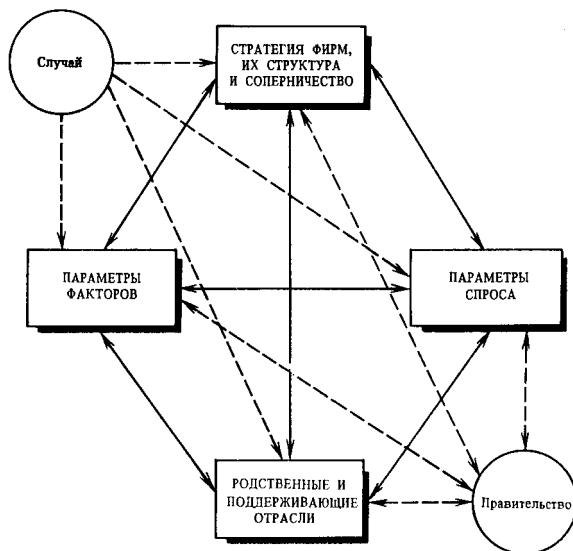 Случай
СТРАТЕГИЯ ФИРМ,
ИХ СТРУКТУРА
И СОПЕРНИЧЕСТВО
ПАРАМЕТРЫ
ФАКТОРОВ
ПАРАМЕТРЫ
СПРОСА
РОДСТВЕННЫЕ И
ПОДДЕРЖИВАЮЩИЕ
ОТРАСЛИ
Правительство